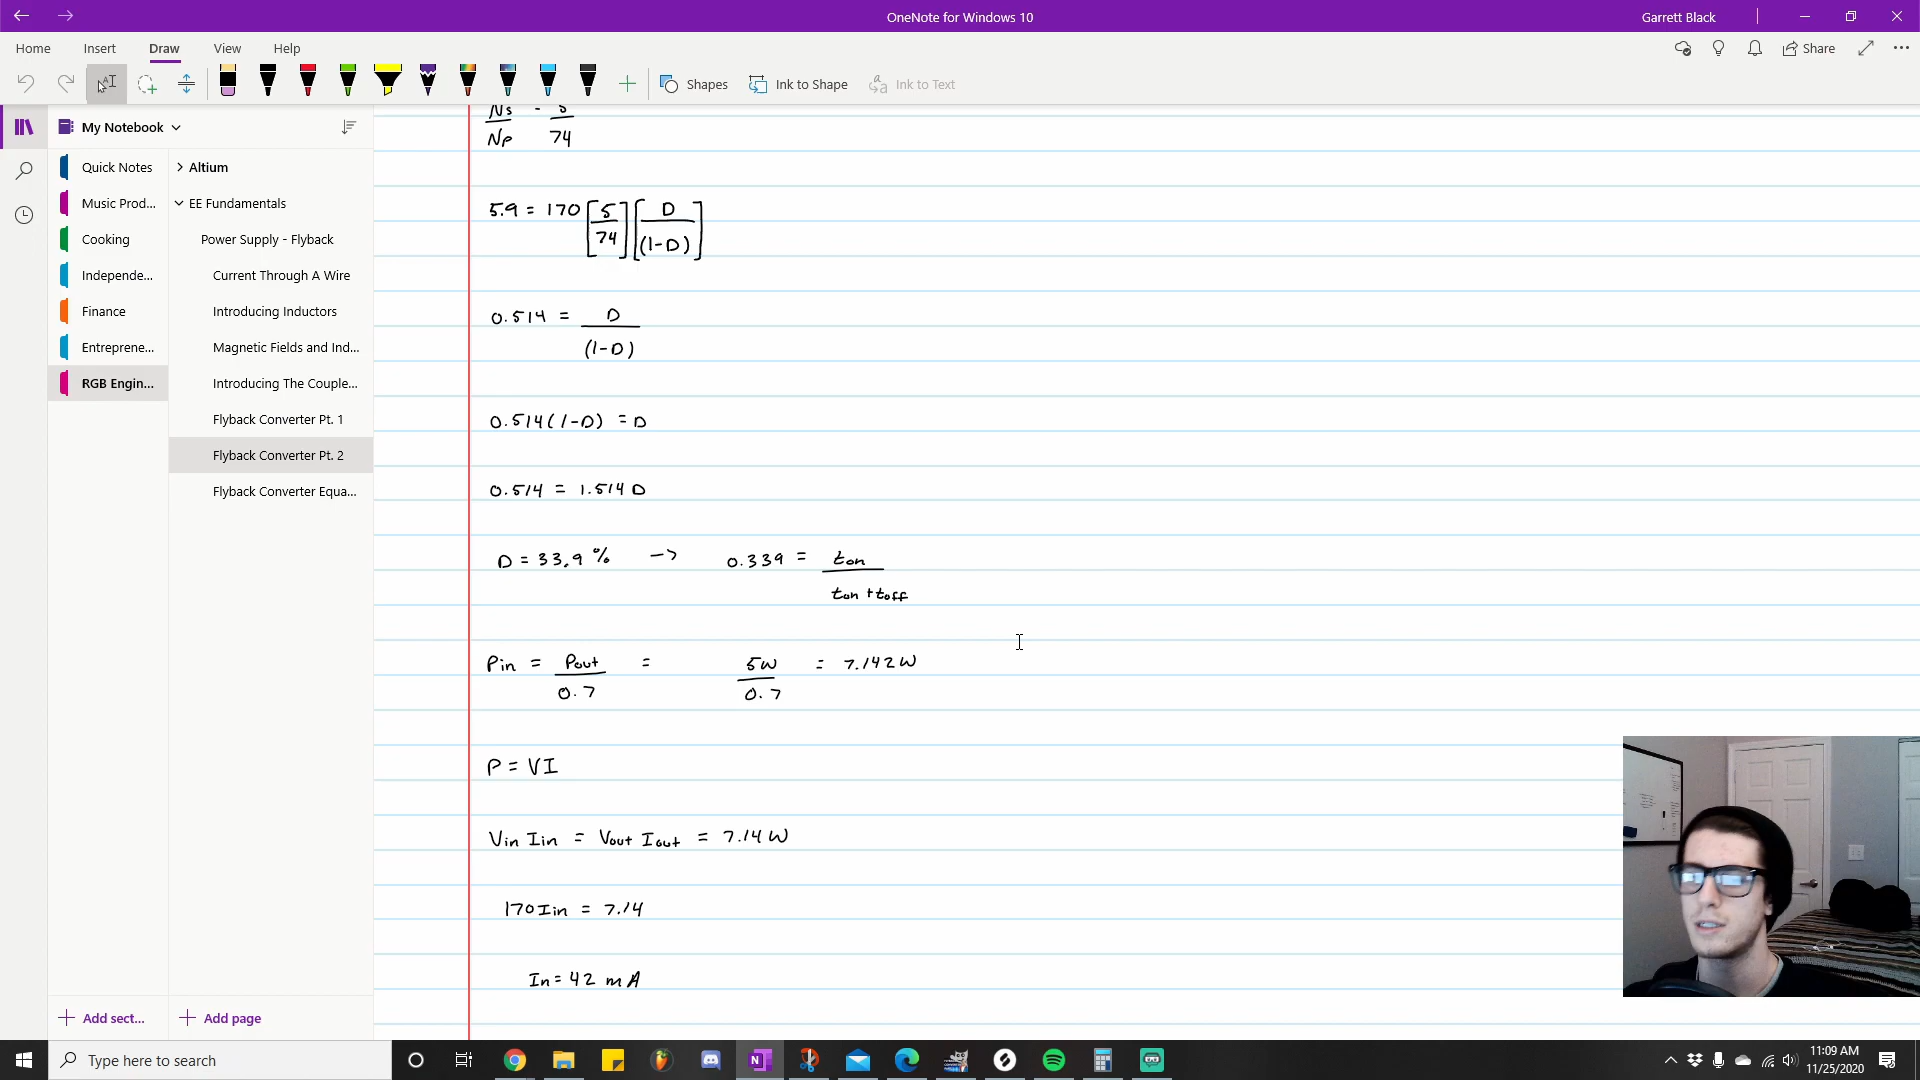 OneNote for Windows 10
Garrett Black
Home Insert Draw View Help
Share
Shapes Ink to Shape Ink to Text
My Notebook
Quick Notes
Music Prod...
Cooking
Independe...
Finance
Entreprene...
RGB Engin...
Altium
EE Fundamentals
Power Supply - Flyback
Current Through A Wire
Introducing Inductors
Magnetic Fields and Ind...
Introducing The Couple...
Flyback Converter Pt. 1
Flyback Converter Pt. 2
Flyback Converter Equa...
Add sect...
Add page
Ns - 5
Np 74
5.9 = 170 [5/74] [D/(1-D)]
0.514 = D/(1-D)
0.514(1-D) = D
0.514 = 1.514 D
D = 33.9 % -> 0.339 = ton/(ton + toff)
Pin = Pout/0.7 = 5W/0.7 = 7.142W
P = VI
Vin Iin = Vout Iout = 7.14 W
170 Iin = 7.14
In = 42 mA
Type here to search
11:09 AM
11/25/2020